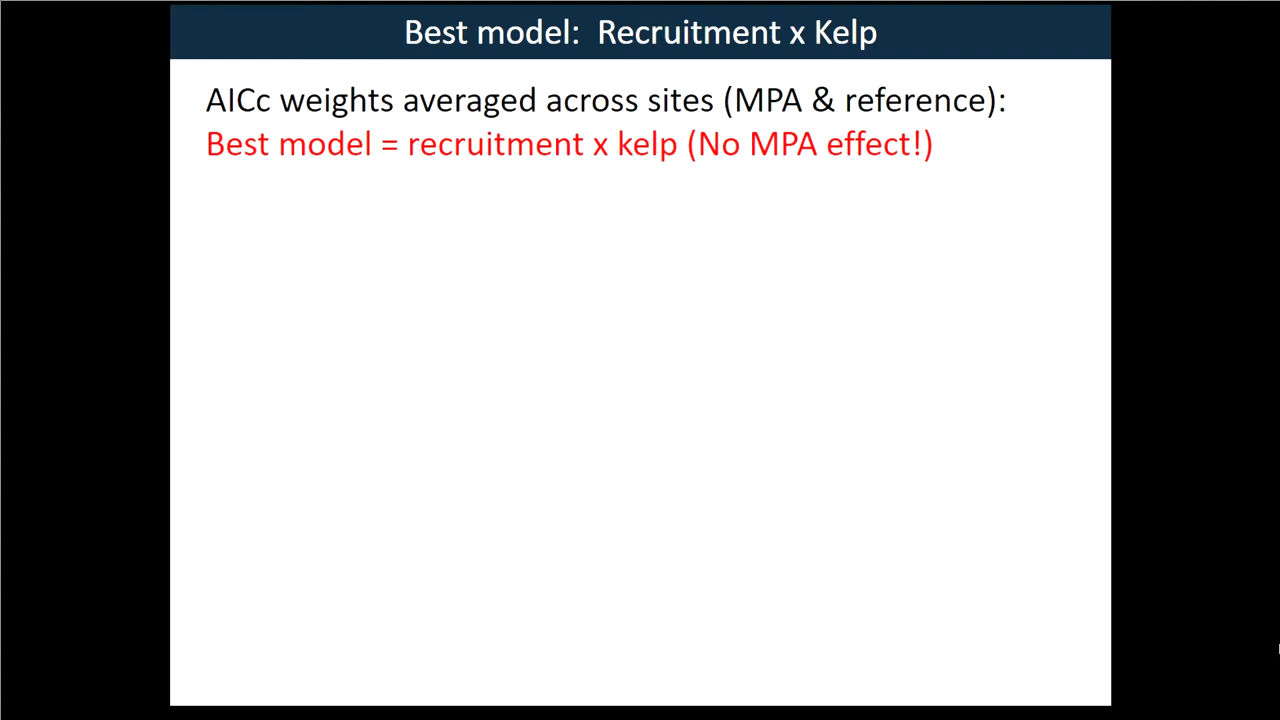 Best model:  Recruitment x Kelp
AICc weights averaged across sites (MPA & reference):
Best model = recruitment x kelp (No MPA effect!)